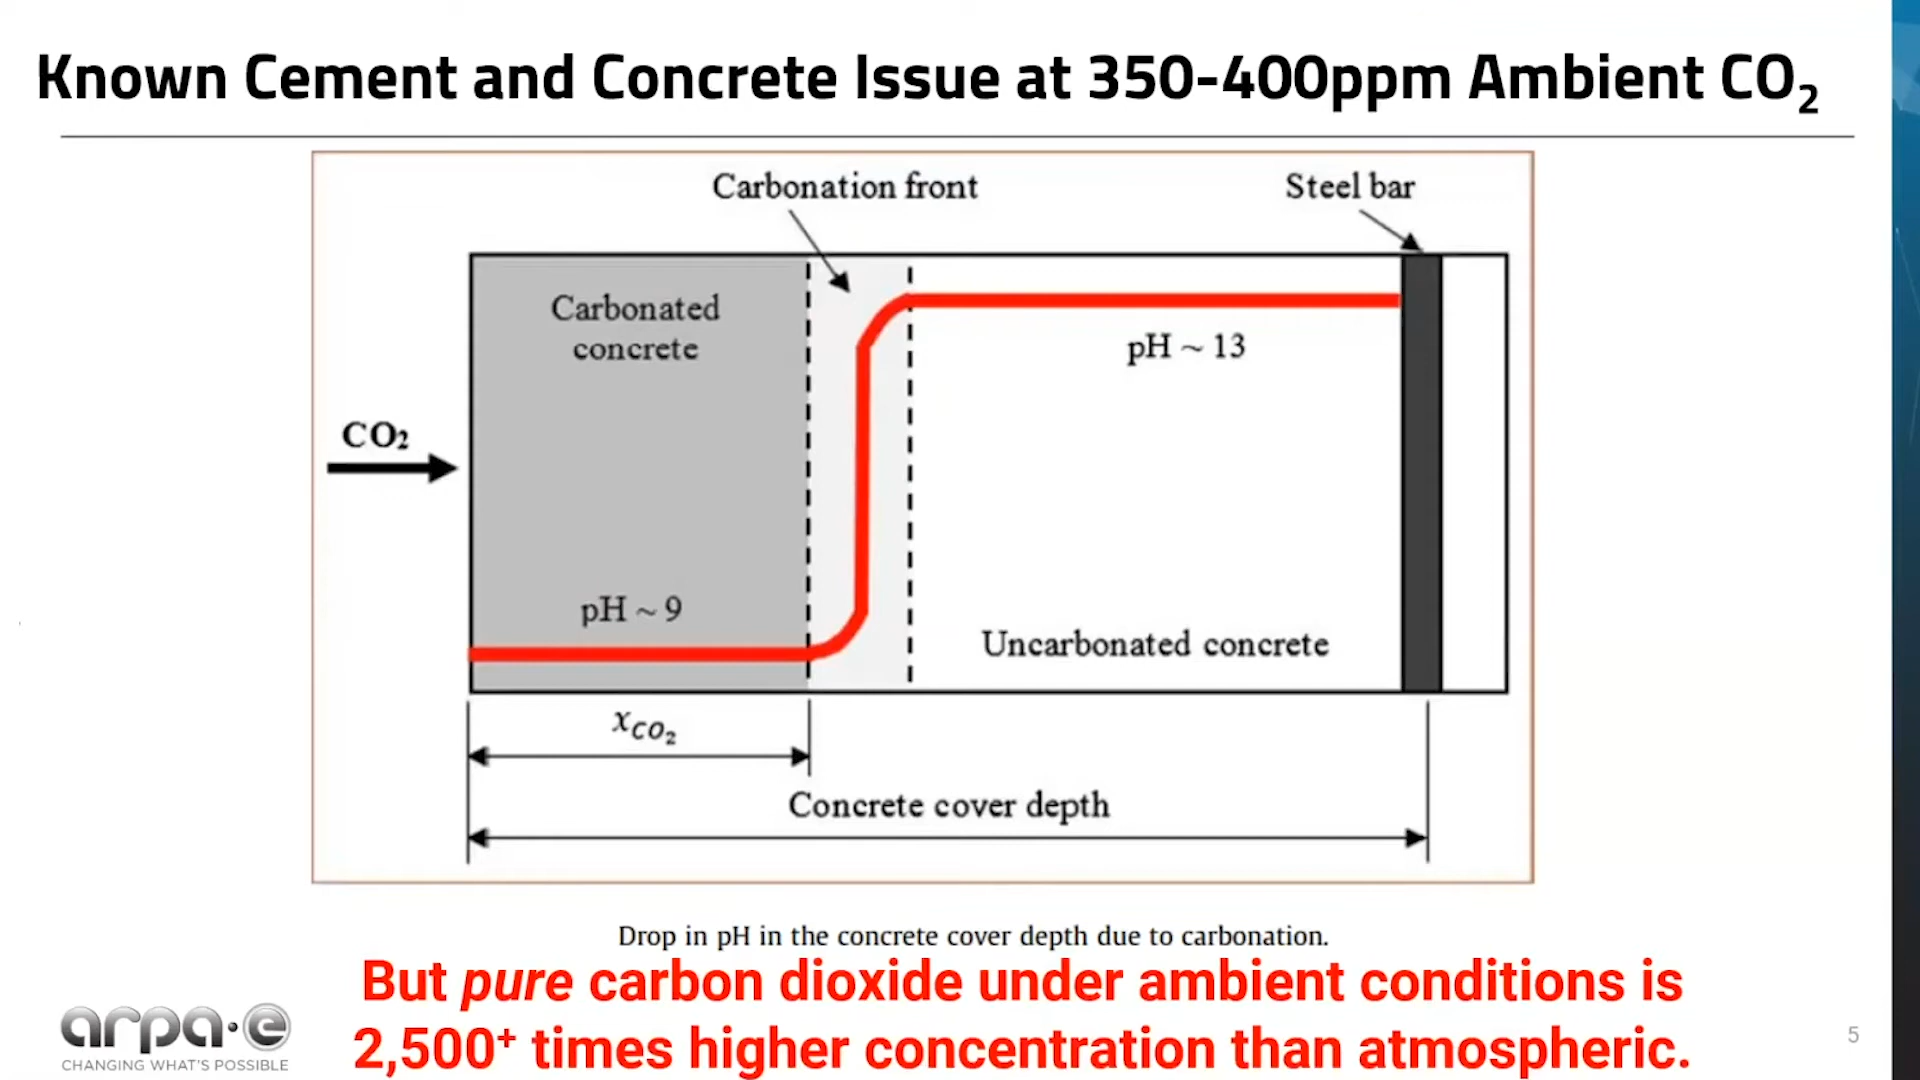 Known Cement and Concrete Issue at 350-400ppm Ambient CO₂
Carbonation front
Steel bar
Carbonated
concrete
pH ~ 13
CO₂
pH ~ 9
Uncarbonated concrete
x_CO₂
Concrete cover depth
Drop in pH in the concrete cover depth due to carbonation.
But pure carbon dioxide under ambient conditions is
2,500⁺ times higher concentration than atmospheric.
arpa·e
CHANGING WHAT'S POSSIBLE
5